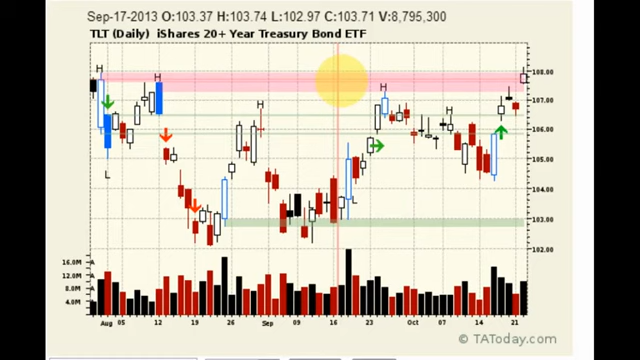 Sep-17-2013 O:103.37 H:103.74 L:102.97 C:103.71 V:8,795,300
TLT (Daily) iShares 20+ Year Treasury Bond ETF
H
H
H
H
H
L
L
L
108.00
107.00
106.00
105.00
104.00
103.00
102.00
16.0M
12.0M
8.0M
4.0M
Aug 05 12 19 26 Sep 09 16 23 Oct 07 14 21
© TAToday.com